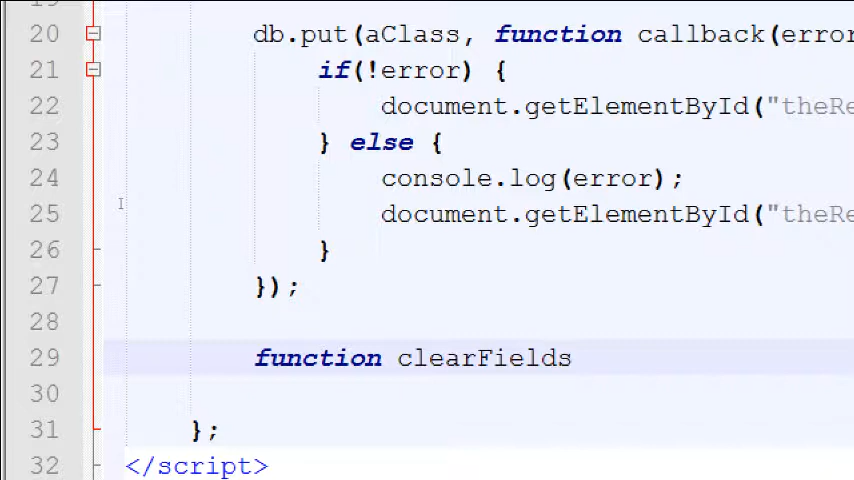 20 db.put(aClass, function callback(error
21 if(!error) {
22 document.getElementById("theRe
23 } else {
24 console.log(error);
25 document.getElementById("theRe
26 }
27 });
28
29 function clearFields
30
31 };
32 </script>